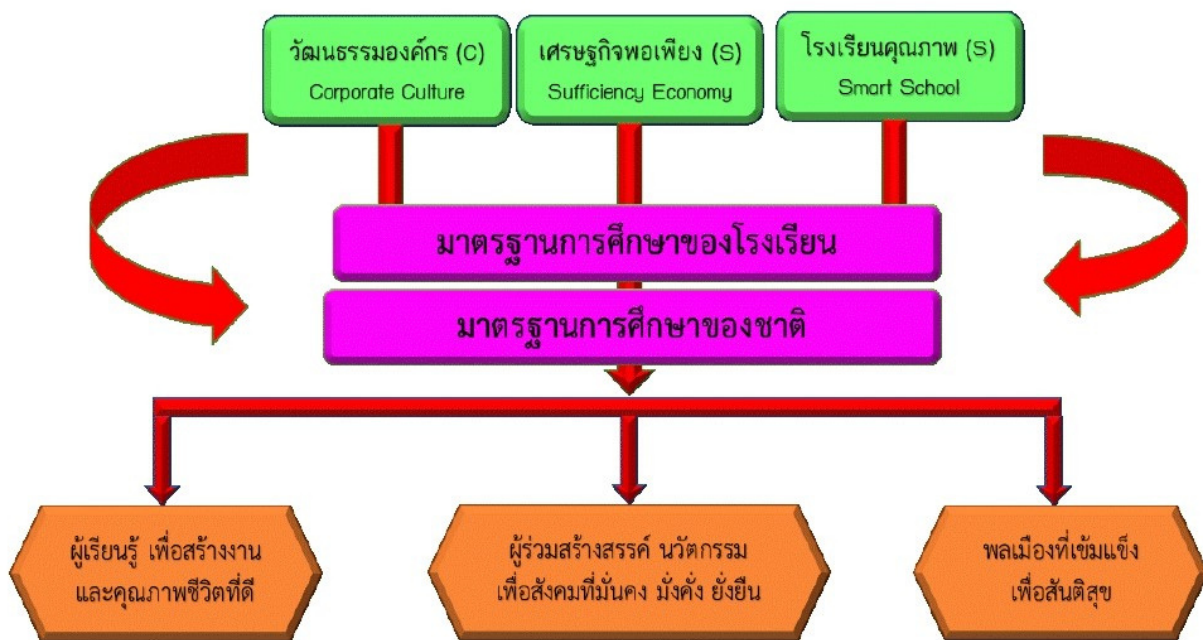 วัฒนธรรมองค์กร (C)
Corporate Culture
เศรษฐกิจพอเพียง (S)
Sufficiency Economy
โรงเรียนคุณภาพ (S)
Smart School
มาตรฐานการศึกษาของโรงเรียน
มาตรฐานการศึกษาของชาติ
ผู้เรียนรู้ เพื่อสร้างงาน
และคุณภาพชีวิตที่ดี
ผู้ร่วมสร้างสรรค์ นวัตกรรม
เพื่อสังคมที่มั่นคง มั่งคั่ง ยั่งยืน
พลเมืองที่เข้มแข็ง
เพื่อสันติสุข